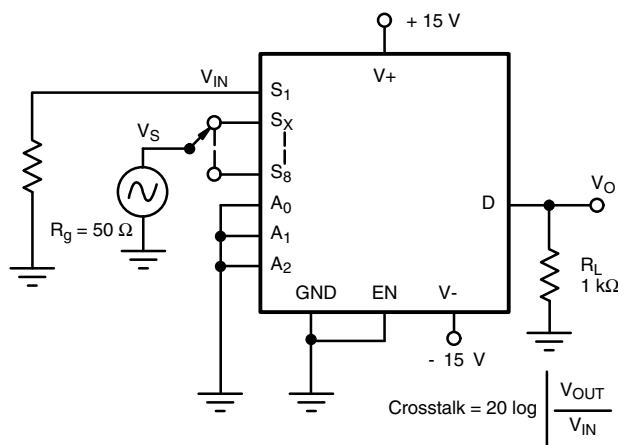 + 15 V
V+
VIN
S1
VS
SX
S8
A0
A1
A2
Rg = 50 Ω
D
VO
RL
1 kΩ
GND EN V-
- 15 V
Crosstalk = 20 log | VOUT
VIN